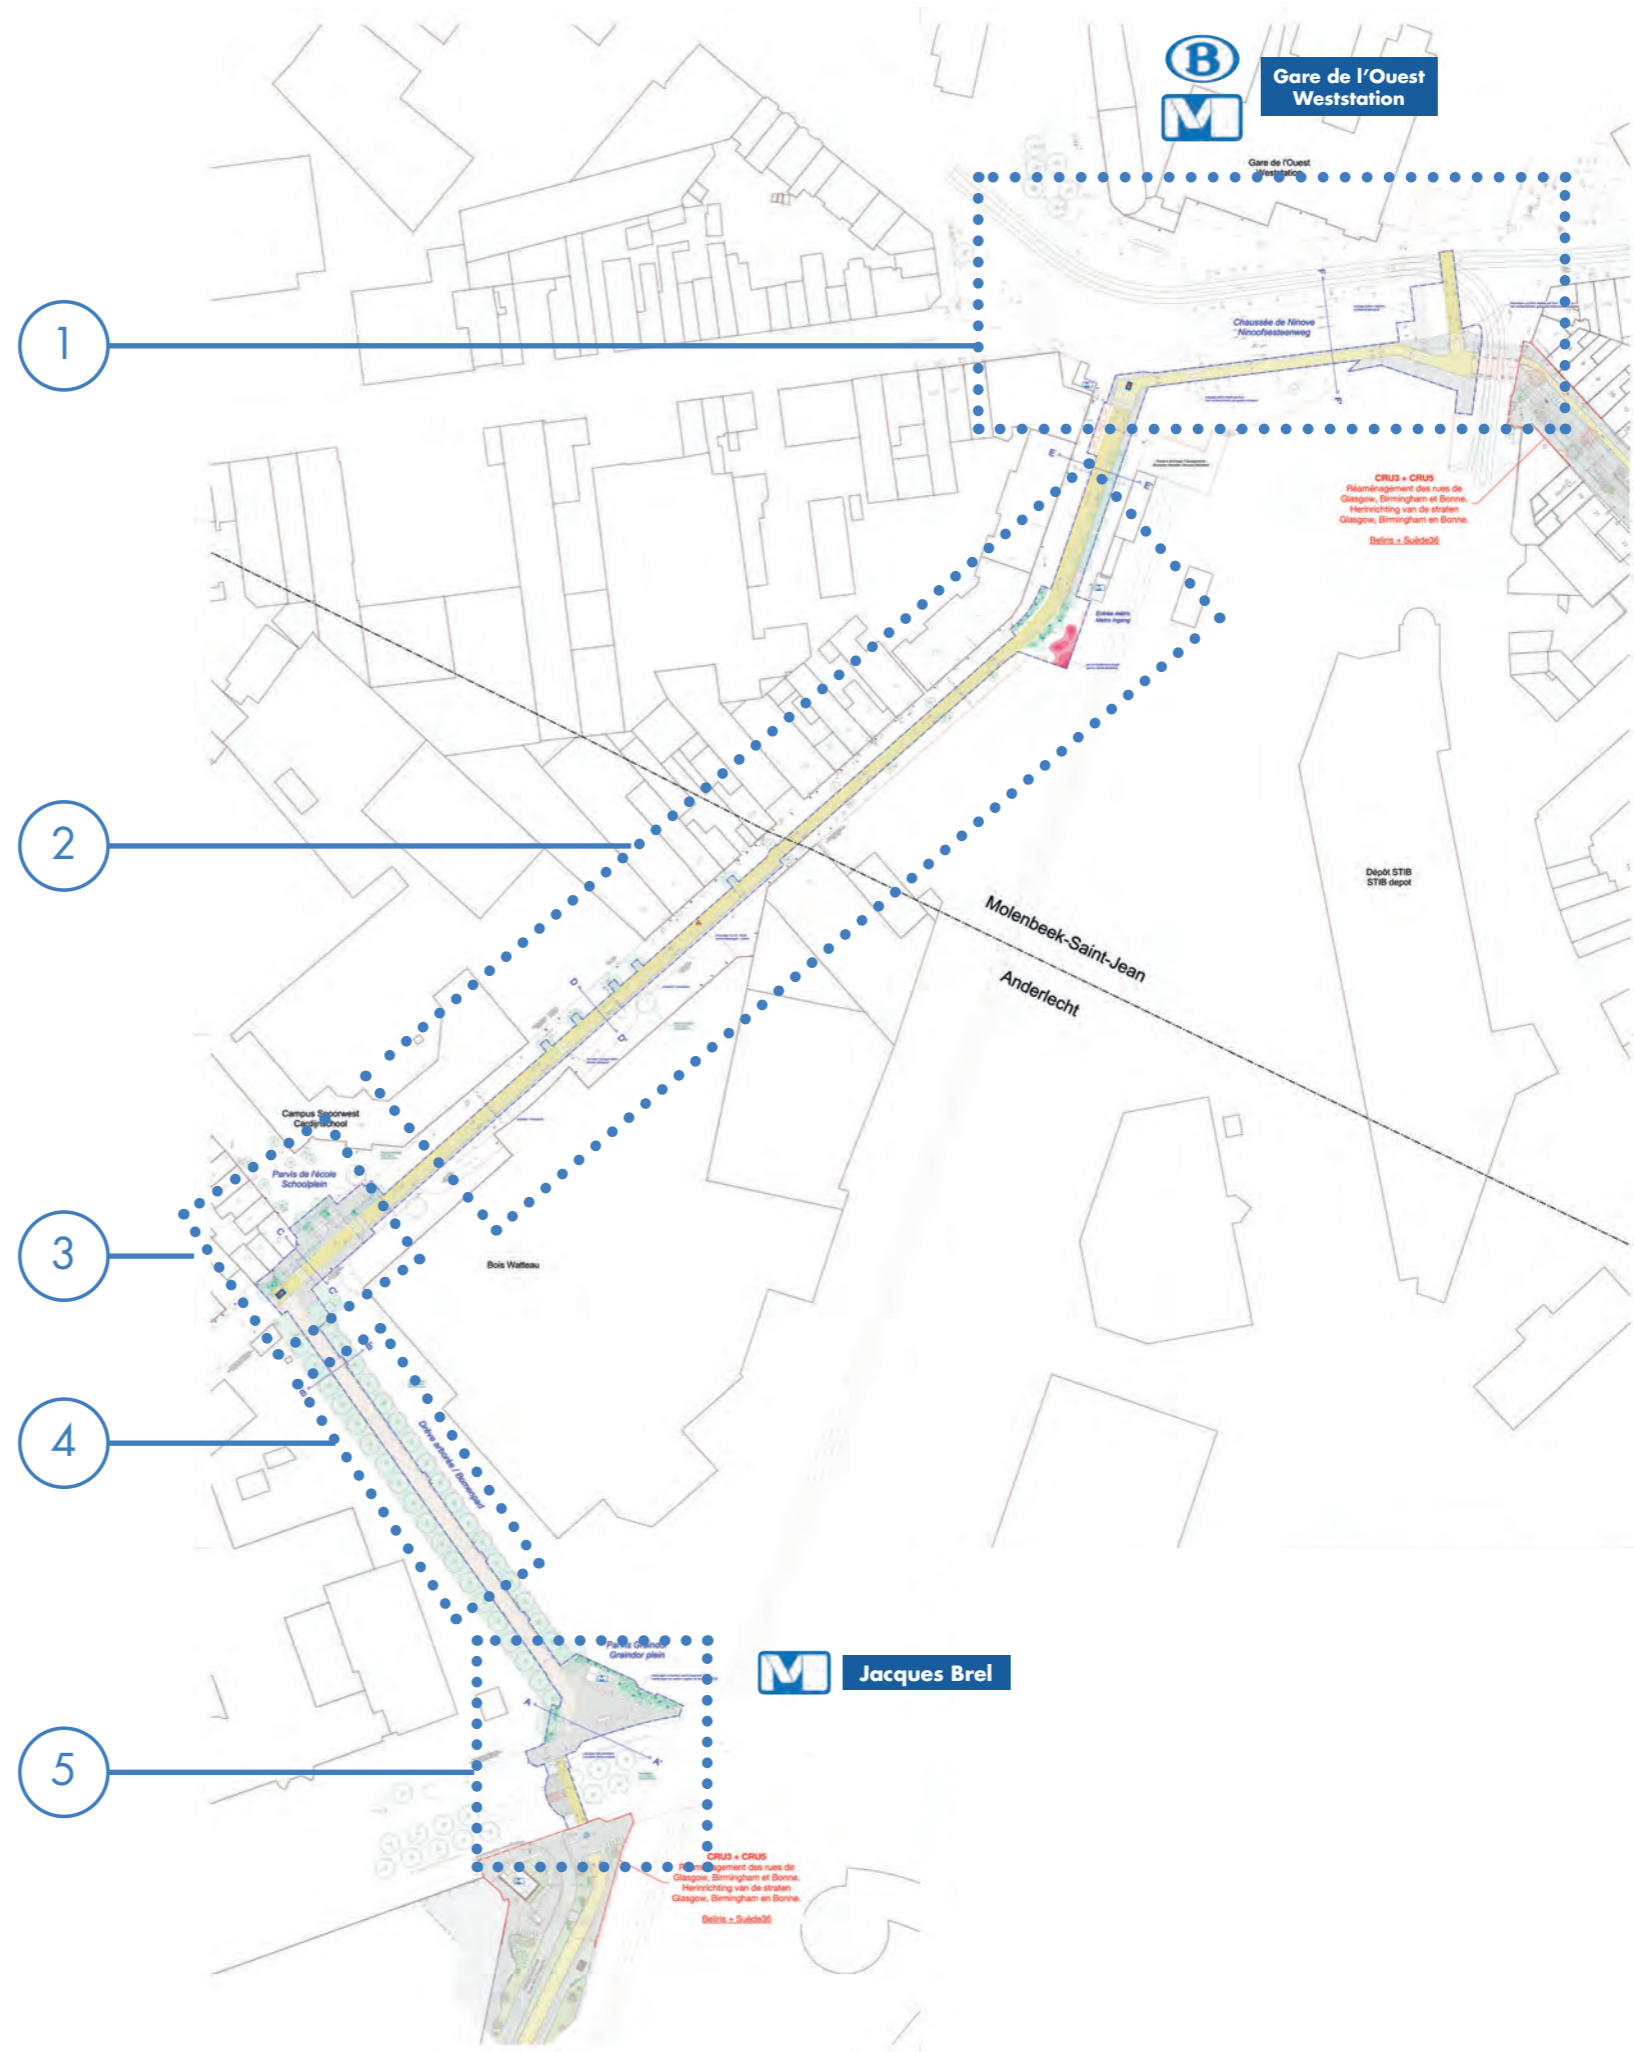 B
M
Gare de l'Ouest
Weststation
Gare de l'Ouest
Weststation
1
F
Chaussée de Ninove
Ninoofsesteenweg
F'
E
E'
CRU3 + CRU5
Réaménagement des rues de
Glasgow, Birmingham et Bonne.
Herinrichting van de straten
Glasgow, Birmingham en Bonne.
Beliris + Suède36
Entrée métro
Metro ingang
2
Dépôt STIB
STIB depot
Molenbeek-Saint-Jean
Anderlecht
D
D'
Campus Spoorwest
Cardijnschool
Parvis de l'école
Schoolplein
3
C
C'
Bois Watteau
B
4
Drève arborée / Bomenpad
Parvis Graindor
Graindor plein
M
Jacques Brel
A
A'
5
CRU3 + CRU5
Réaménagement des rues de
Glasgow, Birmingham et Bonne.
Herinrichting van de straten
Glasgow, Birmingham en Bonne.
Beliris + Suède36